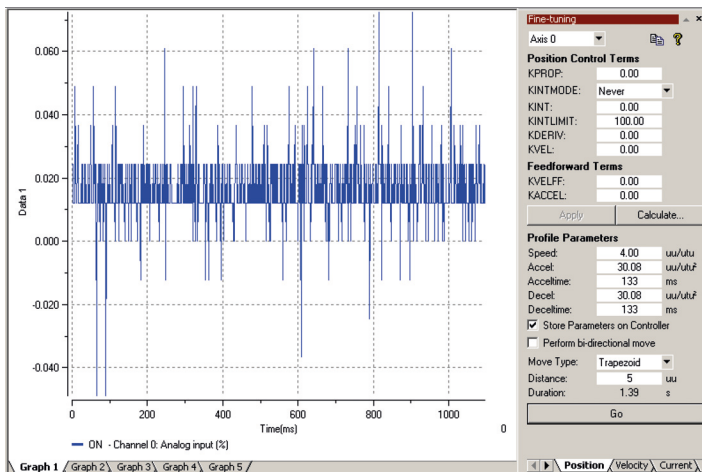 Fine-tuning
Axis 0
Position Control Terms
KPROP: 0.00
KINTMODE: Never
KINT: 0.00
KINTLIMIT: 100.00
KDERIV: 0.00
KVEL: 0.00
Feedforward Terms
KVELFF: 0.00
KACCEL: 0.00
Apply Calculate...
Profile Parameters
Speed: 4.00 uu/utu
Accel: 30.08 uu/utu²
Acceltime: 133 ms
Decel: 30.08 uu/utu²
Deceltime: 133 ms
Store Parameters on Controller
Perform bi-directional move
Move Type: Trapezoid
Distance: 5 uu
Duration: 1.39 s
Go
Position Velocity Current
0.060
0.040
0.020
0.000
-0.020
-0.040
Data 1
0 200 400 600 800 1000 0
Time(ms)
ON - Channel 0: Analog input (%)
Graph 1 Graph 2 Graph 3 Graph 4 Graph 5